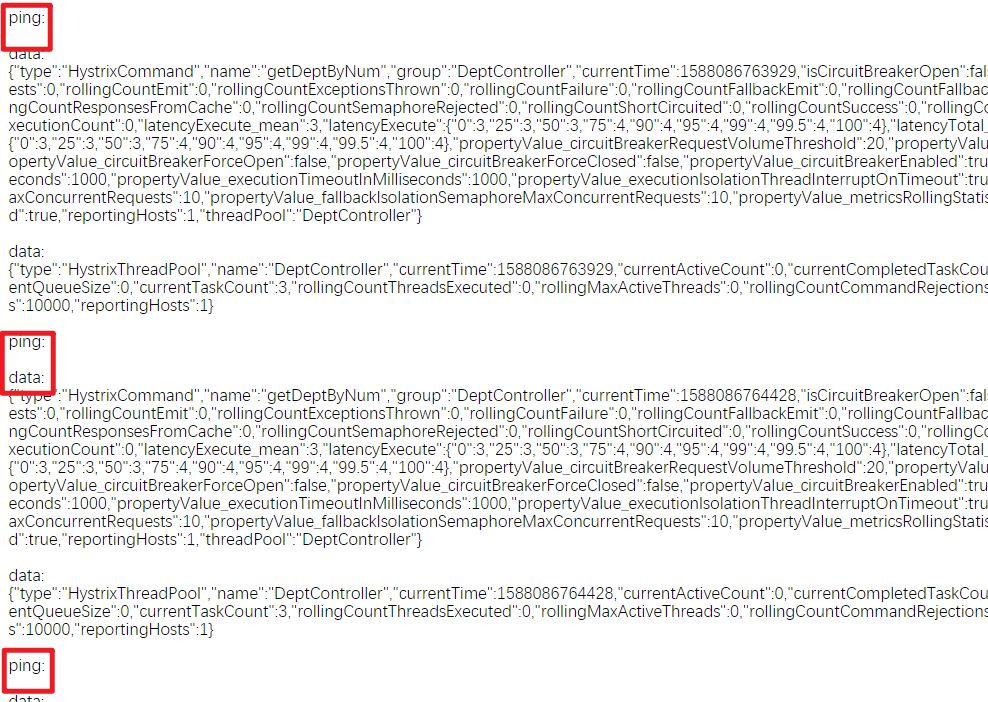 ping:
data:
{"type":"HystrixCommand","name":"getDeptByNum","group":"DeptController","currentTime":1588086763929,"isCircuitBreakerOpen":fal
ests":0,"rollingCountEmit":0,"rollingCountExceptionsThrown":0,"rollingCountFailure":0,"rollingCountFallbackEmit":0,"rollingCountFallbac
ngCountResponsesFromCache":0,"rollingCountSemaphoreRejected":0,"rollingCountShortCircuited":0,"rollingCountSuccess":0,"rollingCo
xecutionCount":0,"latencyExecute_mean":3,"latencyExecute":{"0":3,"25":3,"50":3,"75":4,"90":4,"95":4,"99":4,"99.5":4,"100":4},"latencyTotal_
{"0":3,"25":3,"50":3,"75":4,"90":4,"95":4,"99":4,"99.5":4,"100":4},"propertyValue_circuitBreakerRequestVolumeThreshold":20,"propertyValu
opertyValue_circuitBreakerForceOpen":false,"propertyValue_circuitBreakerForceClosed":false,"propertyValue_circuitBreakerEnabled":tru
econds":1000,"propertyValue_executionTimeoutInMilliseconds":1000,"propertyValue_executionIsolationThreadInterruptOnTimeout":tru
axConcurrentRequests":10,"propertyValue_fallbackIsolationSemaphoreMaxConcurrentRequests":10,"propertyValue_metricsRollingStatis
d":true,"reportingHosts":1,"threadPool":"DeptController"}
data:
{"type":"HystrixThreadPool","name":"DeptController","currentTime":1588086763929,"currentActiveCount":0,"currentCompletedTaskCou
entQueueSize":0,"currentTaskCount":3,"rollingCountThreadsExecuted":0,"rollingMaxActiveThreads":0,"rollingCountCommandRejections
s":10000,"reportingHosts":1}
ping:
data:
{"type":"HystrixCommand","name":"getDeptByNum","group":"DeptController","currentTime":1588086764428,"isCircuitBreakerOpen":fal
ests":0,"rollingCountEmit":0,"rollingCountExceptionsThrown":0,"rollingCountFailure":0,"rollingCountFallbackEmit":0,"rollingCountFallbac
ngCountResponsesFromCache":0,"rollingCountSemaphoreRejected":0,"rollingCountShortCircuited":0,"rollingCountSuccess":0,"rollingCo
xecutionCount":0,"latencyExecute_mean":3,"latencyExecute":{"0":3,"25":3,"50":3,"75":4,"90":4,"95":4,"99":4,"99.5":4,"100":4},"latencyTotal_
{"0":3,"25":3,"50":3,"75":4,"90":4,"95":4,"99":4,"99.5":4,"100":4},"propertyValue_circuitBreakerRequestVolumeThreshold":20,"propertyValu
opertyValue_circuitBreakerForceOpen":false,"propertyValue_circuitBreakerForceClosed":false,"propertyValue_circuitBreakerEnabled":tru
econds":1000,"propertyValue_executionTimeoutInMilliseconds":1000,"propertyValue_executionIsolationThreadInterruptOnTimeout":tru
axConcurrentRequests":10,"propertyValue_fallbackIsolationSemaphoreMaxConcurrentRequests":10,"propertyValue_metricsRollingStatis
d":true,"reportingHosts":1,"threadPool":"DeptController"}
data:
{"type":"HystrixThreadPool","name":"DeptController","currentTime":1588086764428,"currentActiveCount":0,"currentCompletedTaskCou
entQueueSize":0,"currentTaskCount":3,"rollingCountThreadsExecuted":0,"rollingMaxActiveThreads":0,"rollingCountCommandRejections
s":10000,"reportingHosts":1}
ping:
data: